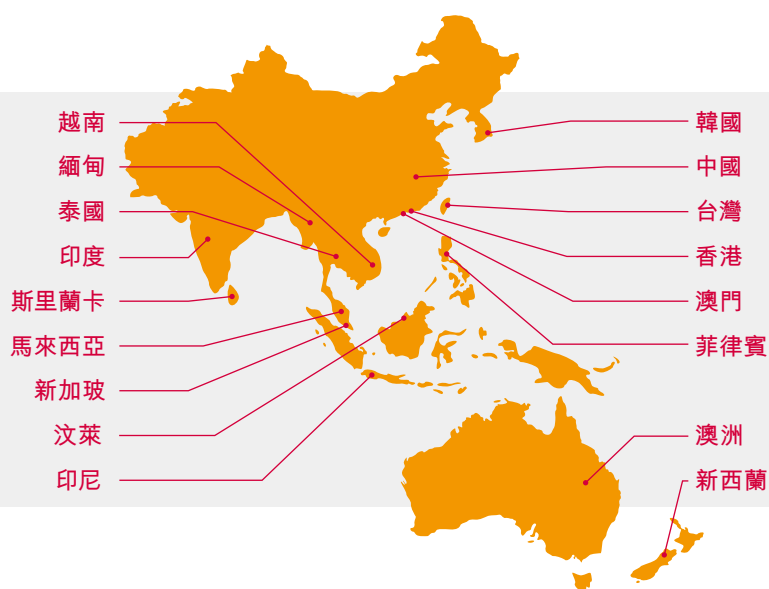 越南
緬甸
泰國
印度
斯里蘭卡
馬來西亞
新加玻
汶萊
印尼
韓國
中國
台灣
香港
澳門
菲律賓
澳洲
新西蘭